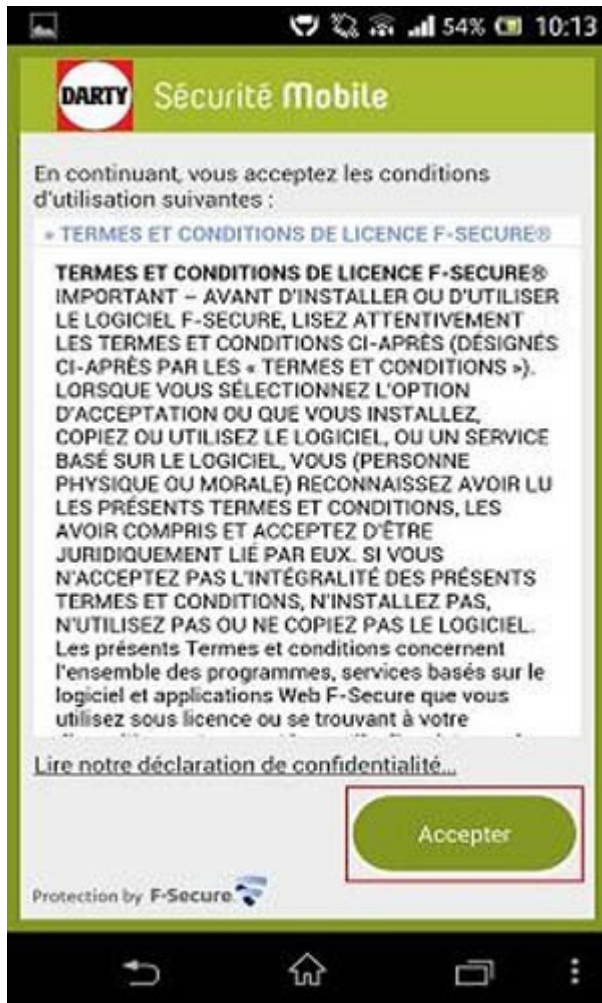 54% 10:13
DARTY Sécurité Mobile
En continuant, vous acceptez les conditions
d'utilisation suivantes :
« TERMES ET CONDITIONS DE LICENCE F-SECURE®
TERMES ET CONDITIONS DE LICENCE F-SECURE®
IMPORTANT – AVANT D'INSTALLER OU D'UTILISER
LE LOGICIEL F-SECURE, LISEZ ATTENTIVEMENT
LES TERMES ET CONDITIONS CI-APRÈS (DÉSIGNÉS
CI-APRÈS PAR LES « TERMES ET CONDITIONS »).
LORSQUE VOUS SÉLECTIONNEZ L'OPTION
D'ACCEPTATION OU QUE VOUS INSTALLEZ,
COPIEZ OU UTILISEZ LE LOGICIEL, OU UN SERVICE
BASÉ SUR LE LOGICIEL, VOUS (PERSONNE
PHYSIQUE OU MORALE) RECONNAISSEZ AVOIR LU
LES PRÉSENTS TERMES ET CONDITIONS, LES
AVOIR COMPRIS ET ACCEPTEZ D'ÊTRE
JURIDIQUEMENT LIÉ PAR EUX. SI VOUS
N'ACCEPTEZ PAS L'INTÉGRALITÉ DES PRÉSENTS
TERMES ET CONDITIONS, N'INSTALLEZ PAS,
N'UTILISEZ PAS OU NE COPIEZ PAS LE LOGICIEL.
Les présents Termes et conditions concernent
l'ensemble des programmes, services basés sur le
logiciel et applications Web F-Secure que vous
utilisez sous licence ou se trouvant à votre
Lire notre déclaration de confidentialité...
Accepter
Protection by F-Secure.